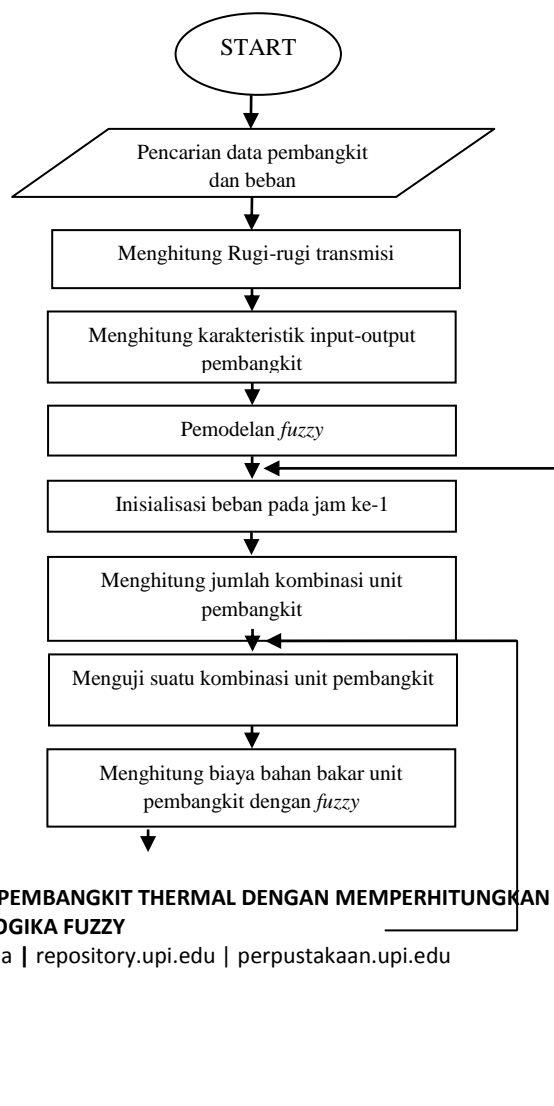 START
Pencarian data pembangkit
dan beban
Menghitung Rugi-rugi transmisi
Menghitung karakteristik input-output
pembangkit
Pemodelan fuzzy
Inisialisasi beban pada jam ke-1
Menghitung jumlah kombinasi unit
pembangkit
Menguji suatu kombinasi unit pembangkit
Menghitung biaya bahan bakar unit
pembangkit dengan fuzzy
PEMBANGKIT THERMAL DENGAN MEMPERHITUNGKAN
OGIKA FUZZY
a | repository.upi.edu | perpustakaan.upi.edu